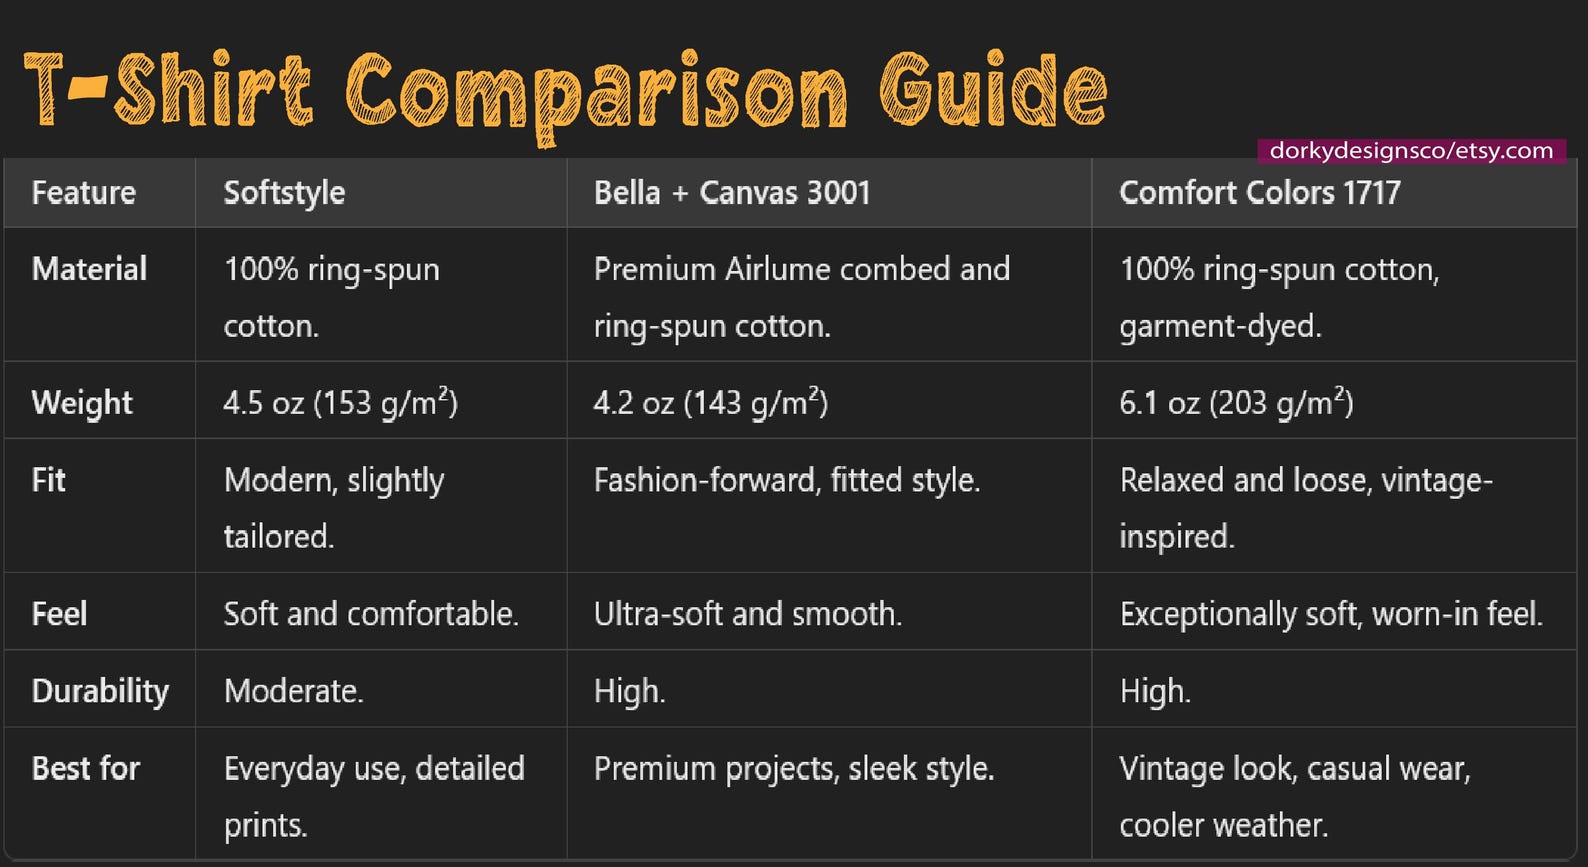 T-Shirt Comparison Guide
dorkydesignsco/etsy.com
Feature Softstyle Bella + Canvas 3001 Comfort Colors 1717
Material 100% ring-spun Premium Airlume combed and 100% ring-spun cotton,
cotton. ring-spun cotton. garment-dyed.
Weight 4.5 oz (153 g/m²) 4.2 oz (143 g/m²) 6.1 oz (203 g/m²)
Fit Modern, slightly Fashion-forward, fitted style. Relaxed and loose, vintage-
tailored. inspired.
Feel Soft and comfortable. Ultra-soft and smooth. Exceptionally soft, worn-in feel.
Durability Moderate. High. High.
Best for Everyday use, detailed Premium projects, sleek style. Vintage look, casual wear,
prints. cooler weather.